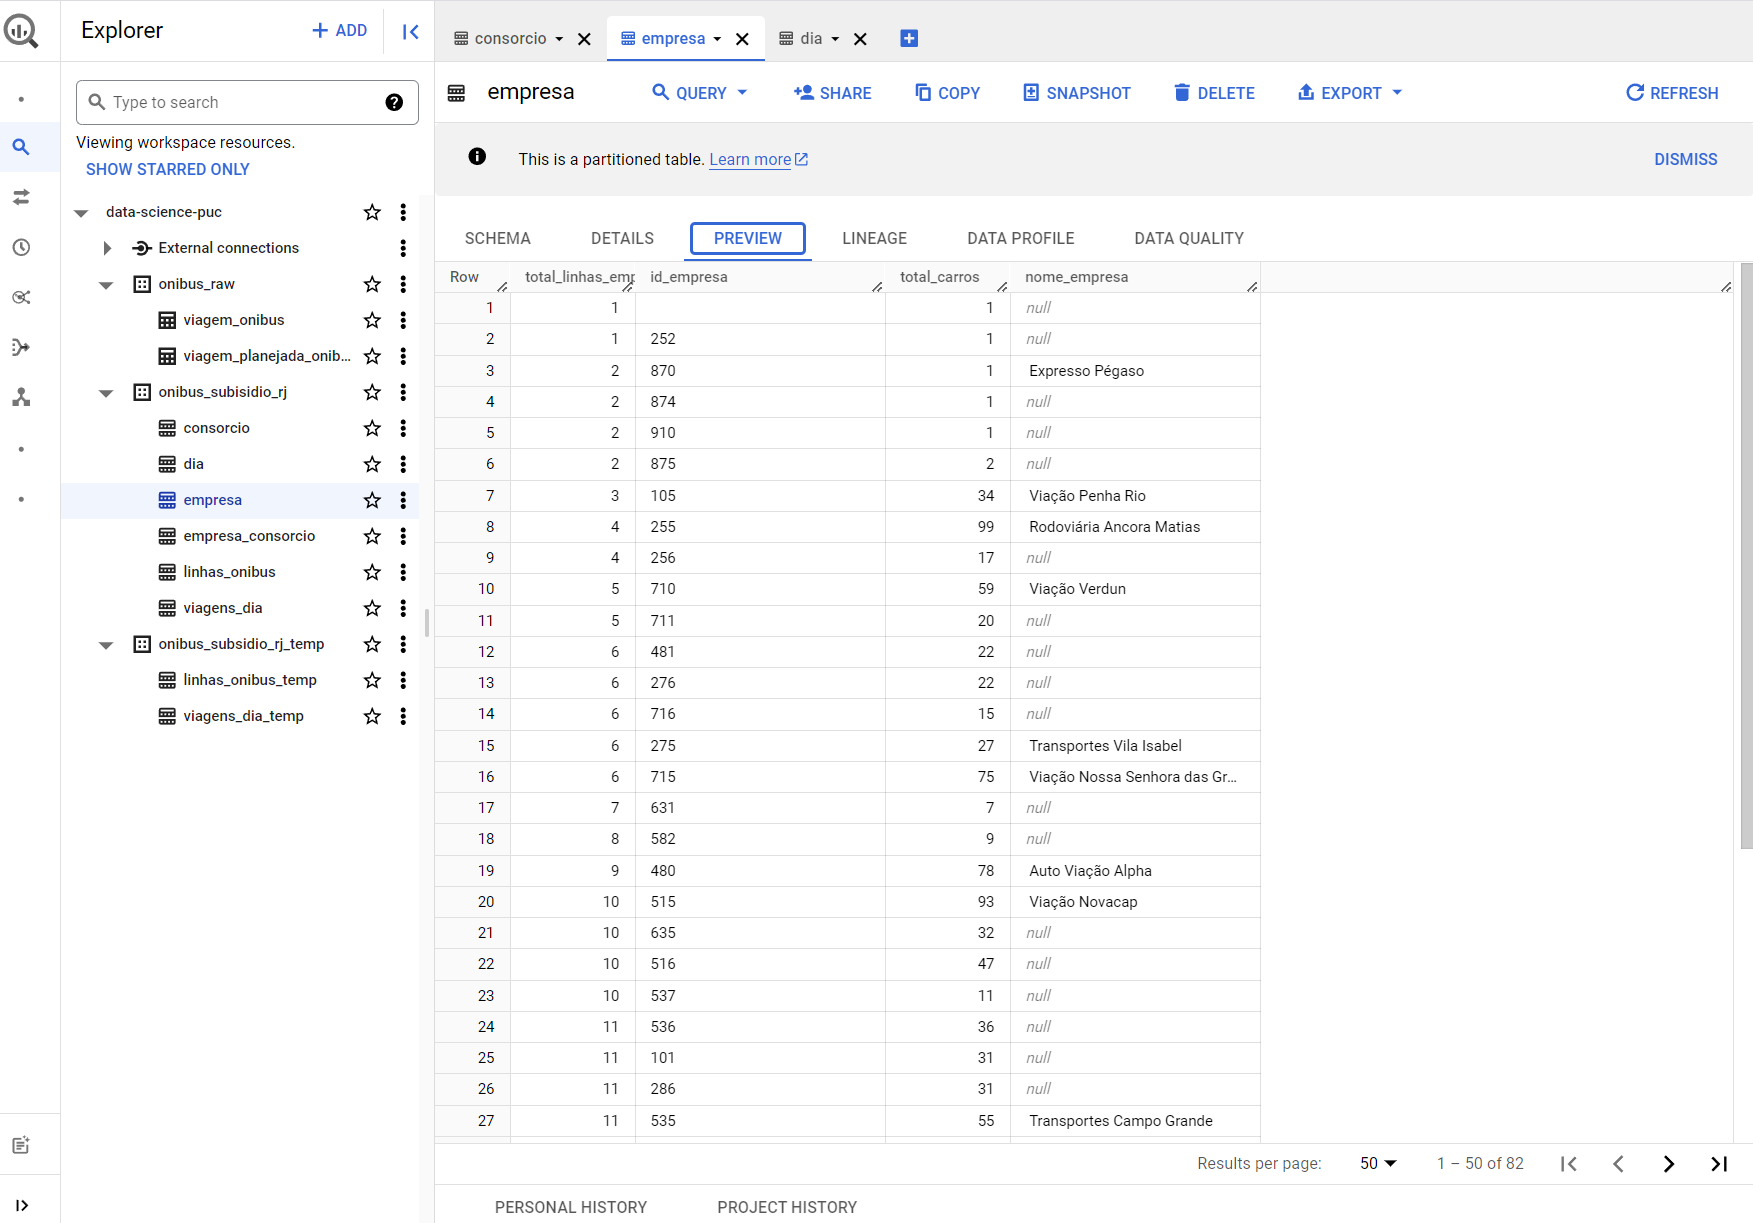 Explorer
ADD
Type to search
Viewing workspace resources.
SHOW STARRED ONLY
data-science-puc
External connections
onibus_raw
viagem_onibus
viagem_planejada_onib...
onibus_subisidio_rj
consorcio
dia
empresa
empresa_consorcio
linhas_onibus
viagens_dia
onibus_subsidio_rj_temp
linhas_onibus_temp
viagens_dia_temp
consorcio empresa dia
empresa QUERY SHARE COPY SNAPSHOT DELETE EXPORT REFRESH
This is a partitioned table. Learn more DISMISS
SCHEMA DETAILS PREVIEW LINEAGE DATA PROFILE DATA QUALITY
Row total_linhas_emp id_empresa total_carros nome_empresa
1 1 1 null
2 1 252 1 null
3 2 870 1 Expresso Pégaso
4 2 874 1 null
5 2 910 1 null
6 2 875 2 null
7 3 105 34 Viação Penha Rio
8 4 255 99 Rodoviária Ancora Matias
9 4 256 17 null
10 5 710 59 Viação Verdun
11 5 711 20 null
12 6 481 22 null
13 6 276 22 null
14 6 716 15 null
15 6 275 27 Transportes Vila Isabel
16 6 715 75 Viação Nossa Senhora das Gr...
17 7 631 7 null
18 8 582 9 null
19 9 480 78 Auto Viação Alpha
20 10 515 93 Viação Novacap
21 10 635 32 null
22 10 516 47 null
23 10 537 11 null
24 11 536 36 null
25 11 101 31 null
26 11 286 31 null
27 11 535 55 Transportes Campo Grande
Results per page: 50 1 – 50 of 82
PERSONAL HISTORY PROJECT HISTORY